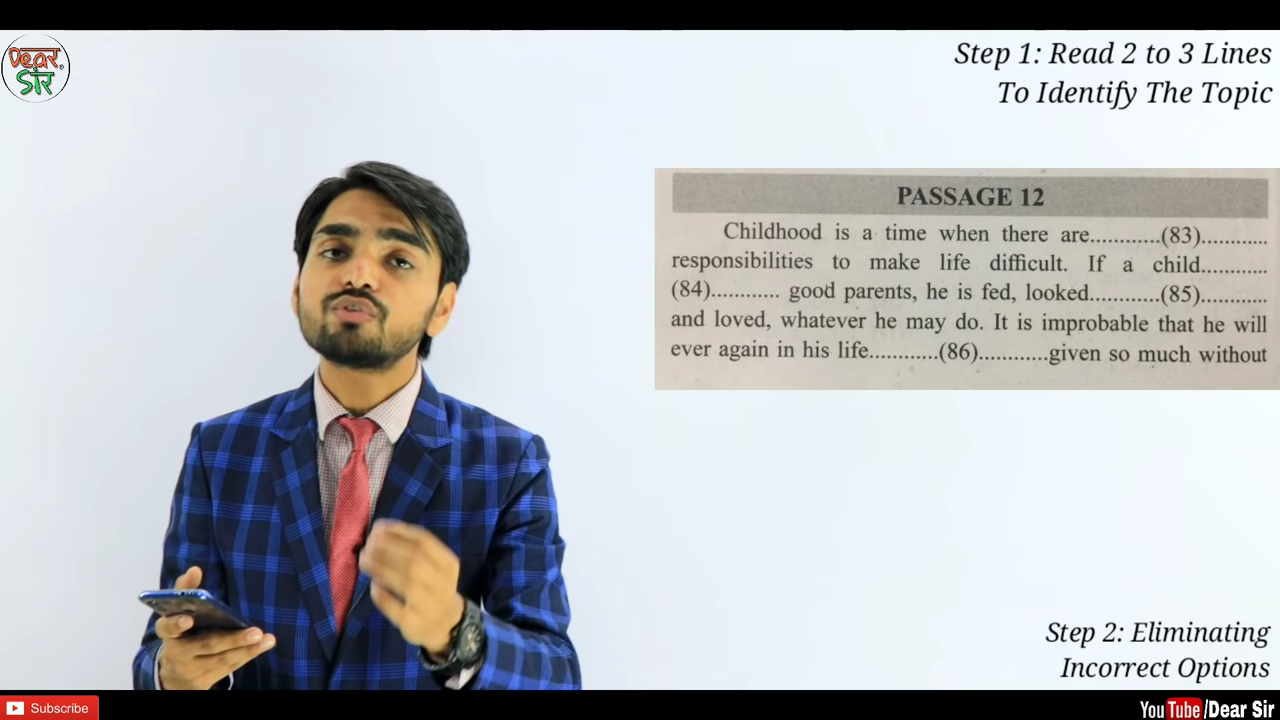 Dear
सर
Step 1: Read 2 to 3 Lines
To Identify The Topic
PASSAGE 12
Childhood is a time when there are............(83)............
responsibilities to make life difficult. If a child............
(84)............ good parents, he is fed, looked............(85)............
and loved, whatever he may do. It is improbable that he will
ever again in his life............(86)............given so much without
Step 2: Eliminating
Incorrect Options
Subscribe
YouTube/Dear Sir